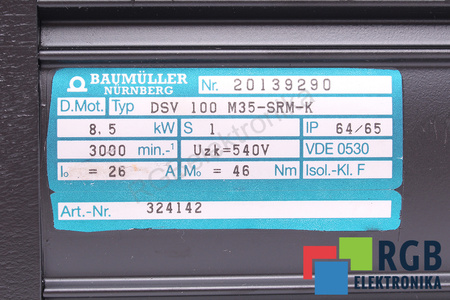 BAUMÜLLER
NÜRNBERG
Nr. 20139290
D.Mot. Typ DSV 100 M35-SRM-R
8,5 kW S 1 IP 64/65
3000 min.-¹ Uzk=540V VDE 0530
I₀ = 26 A M₀ = 46 Nm Isol.-Kl. F
Art.-Nr. 324142
RGB
ELEKTRONIKA